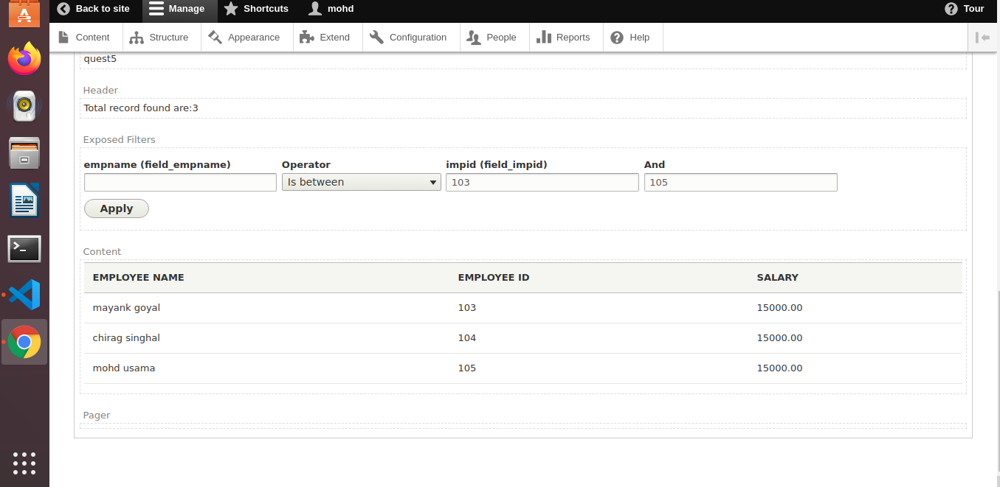 Back to site Manage Shortcuts mohd Tour
Content Structure Appearance Extend Configuration People Reports Help
quest5
Header
Total record found are:3
Exposed Filters
empname (field_empname) Operator impid (field_impid) And
Is between 103 105
Apply
Content
EMPLOYEE NAME EMPLOYEE ID SALARY
mayank goyal 103 15000.00
chirag singhal 104 15000.00
mohd usama 105 15000.00
Pager